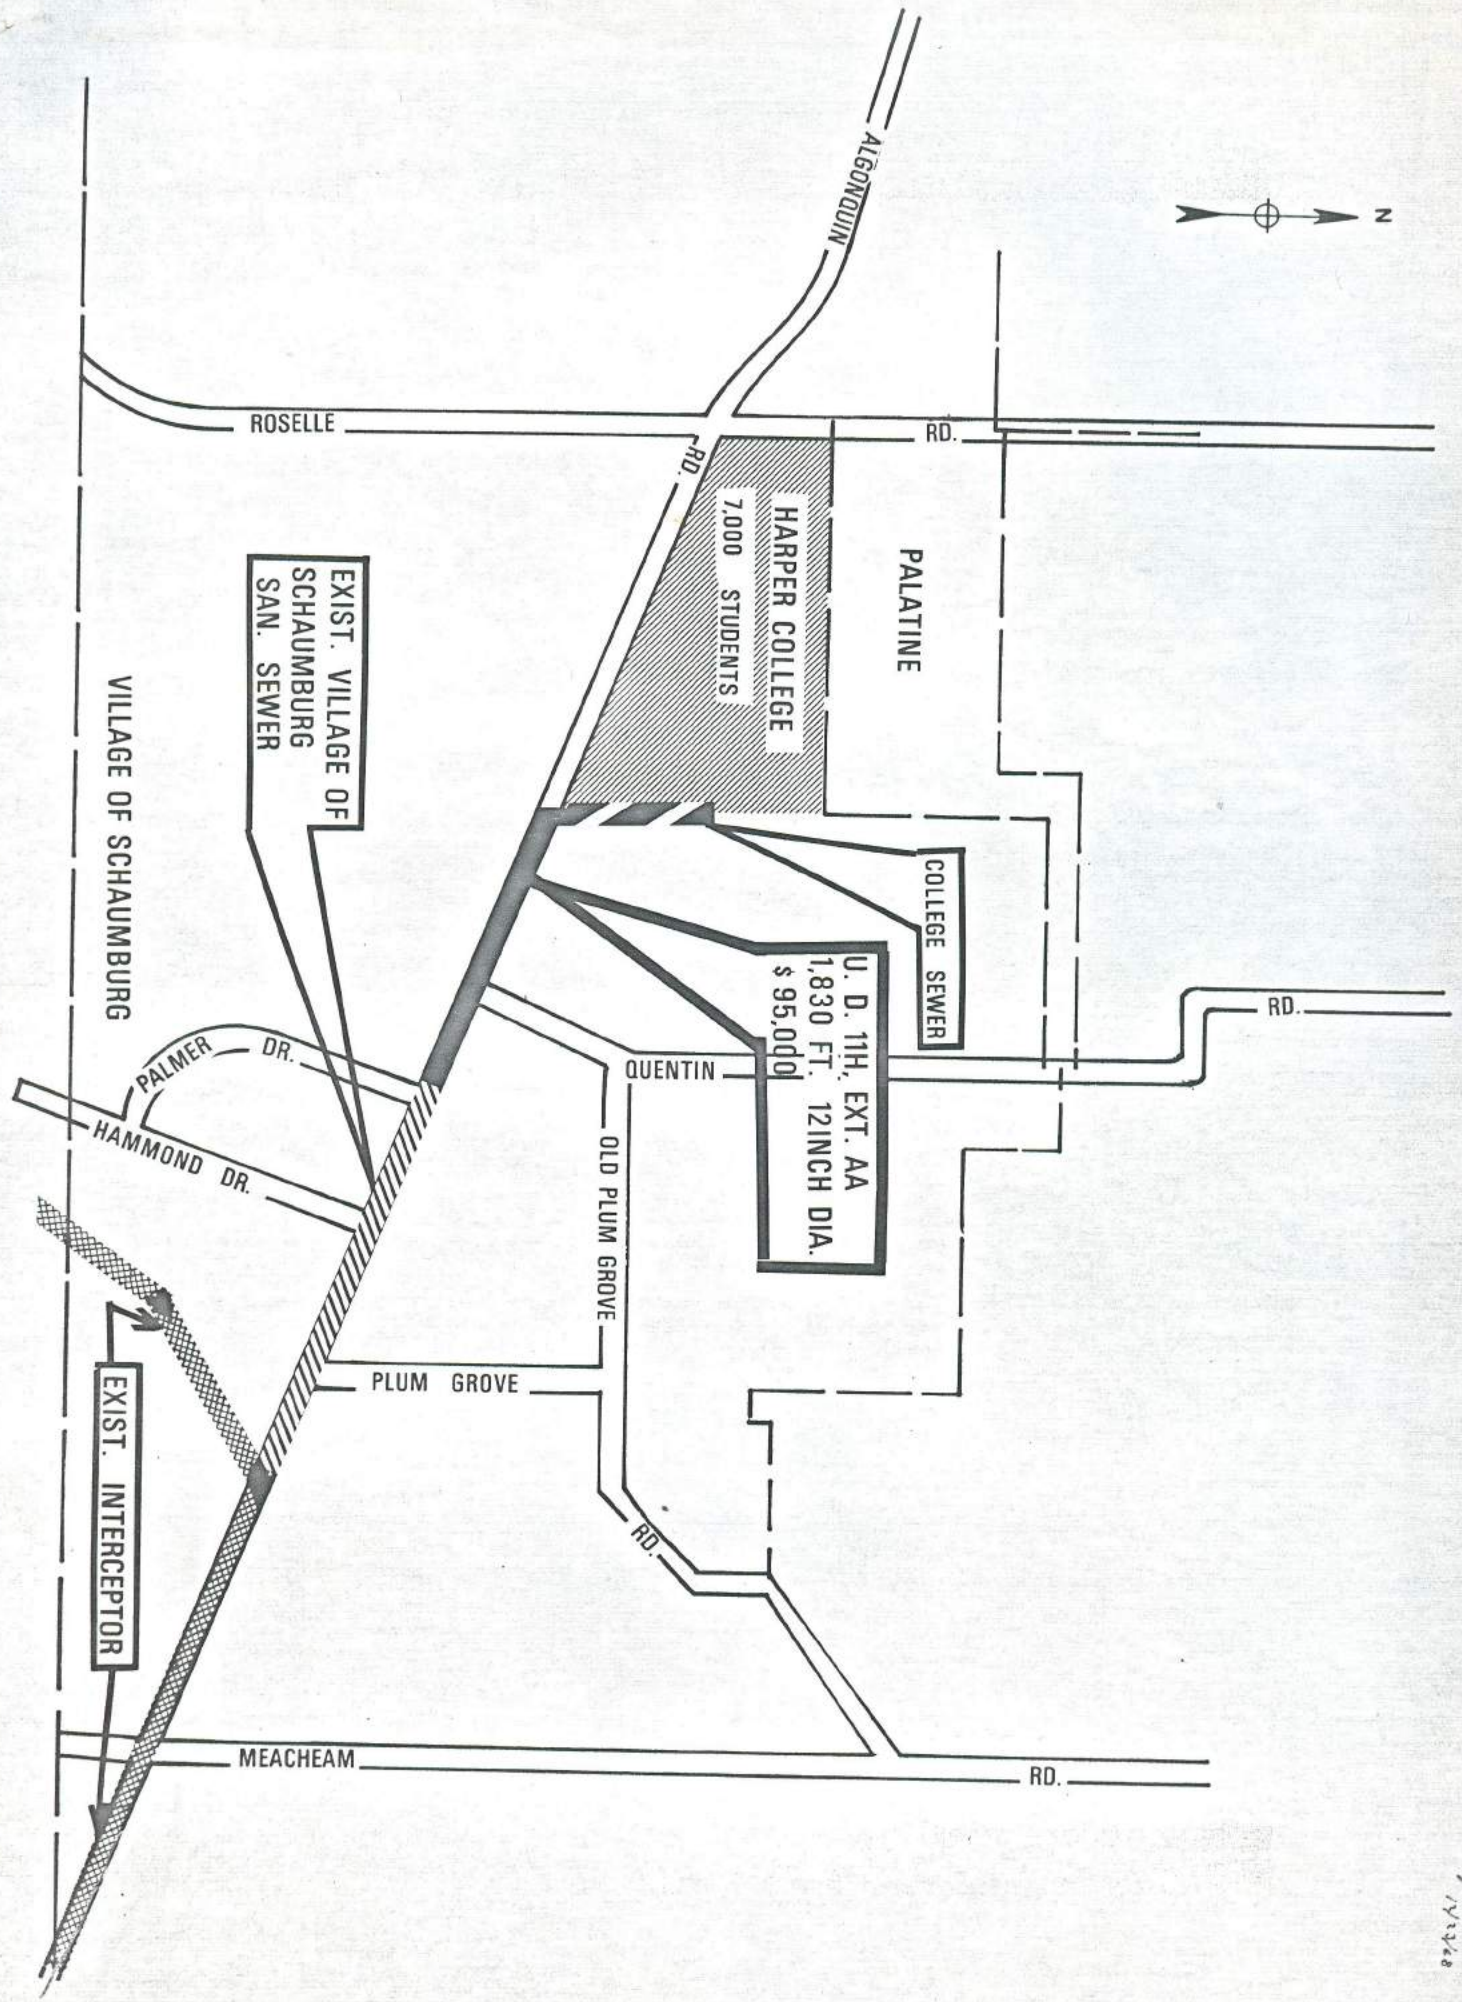 N
ALGONQUIN
RD.
ROSELLE
RD.
PALATINE
HARPER COLLEGE
7,000 STUDENTS
COLLEGE SEWER
U. D. 11H, EXT. AA
1,830 FT. 12INCH DIA.
$ 95,000
EXIST. VILLAGE OF
SCHAUMBURG
SAN. SEWER
VILLAGE OF SCHAUMBURG
QUENTIN
RD.
PALMER DR.
HAMMOND DR.
OLD PLUM GROVE
RD.
PLUM GROVE
EXIST. INTERCEPTOR
MEACHEAM
RD.